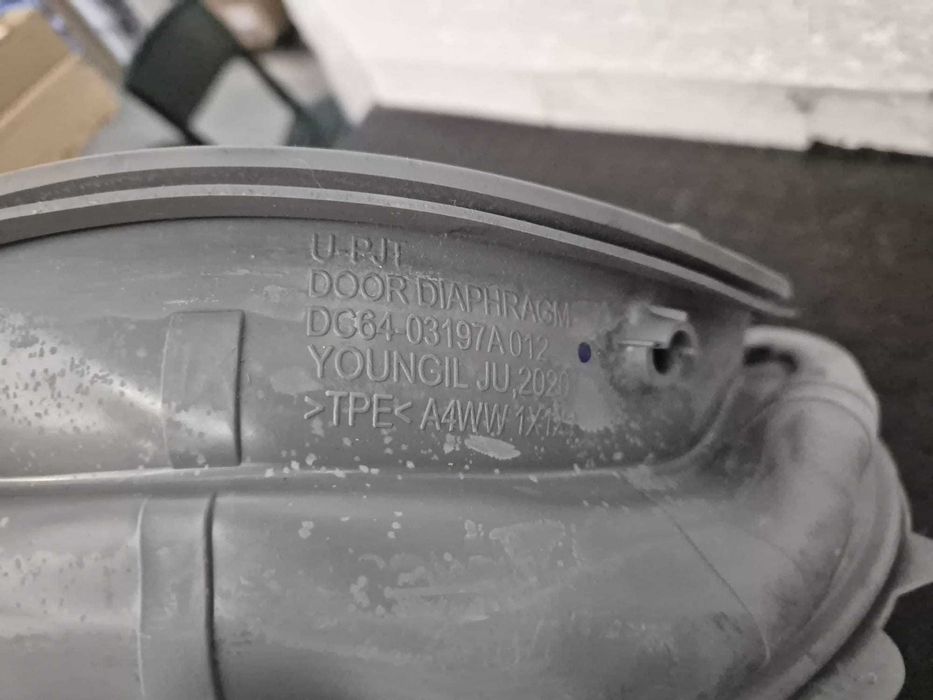 U-PJT
DOOR DIAPHRAGM
DC64-03197A 012
YOUNGIL JU, 2020
>TPE< A4WW